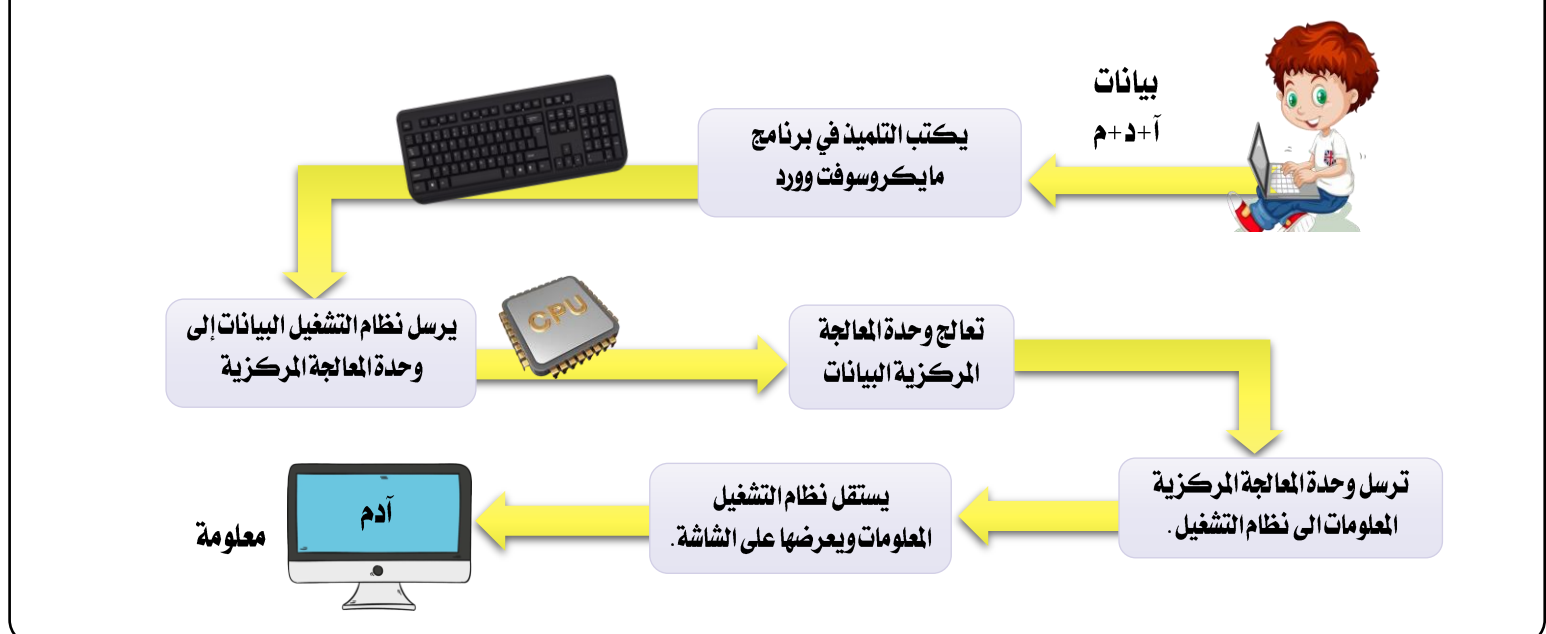 بيانات
آ+د+م
يكتب التلميذ في برنامج
مايكروسوفت وورد
يرسل نظام التشغيل البيانات إلى
وحدة المعالجة المركزية
CPU
تعالج وحدة المعالجة
المركزية البيانات
ترسل وحدة المعالجة المركزية
المعلومات الى نظام التشغيل.
يستقل نظام التشغيل
المعلومات ويعرضها على الشاشة.
آدم
معلومة